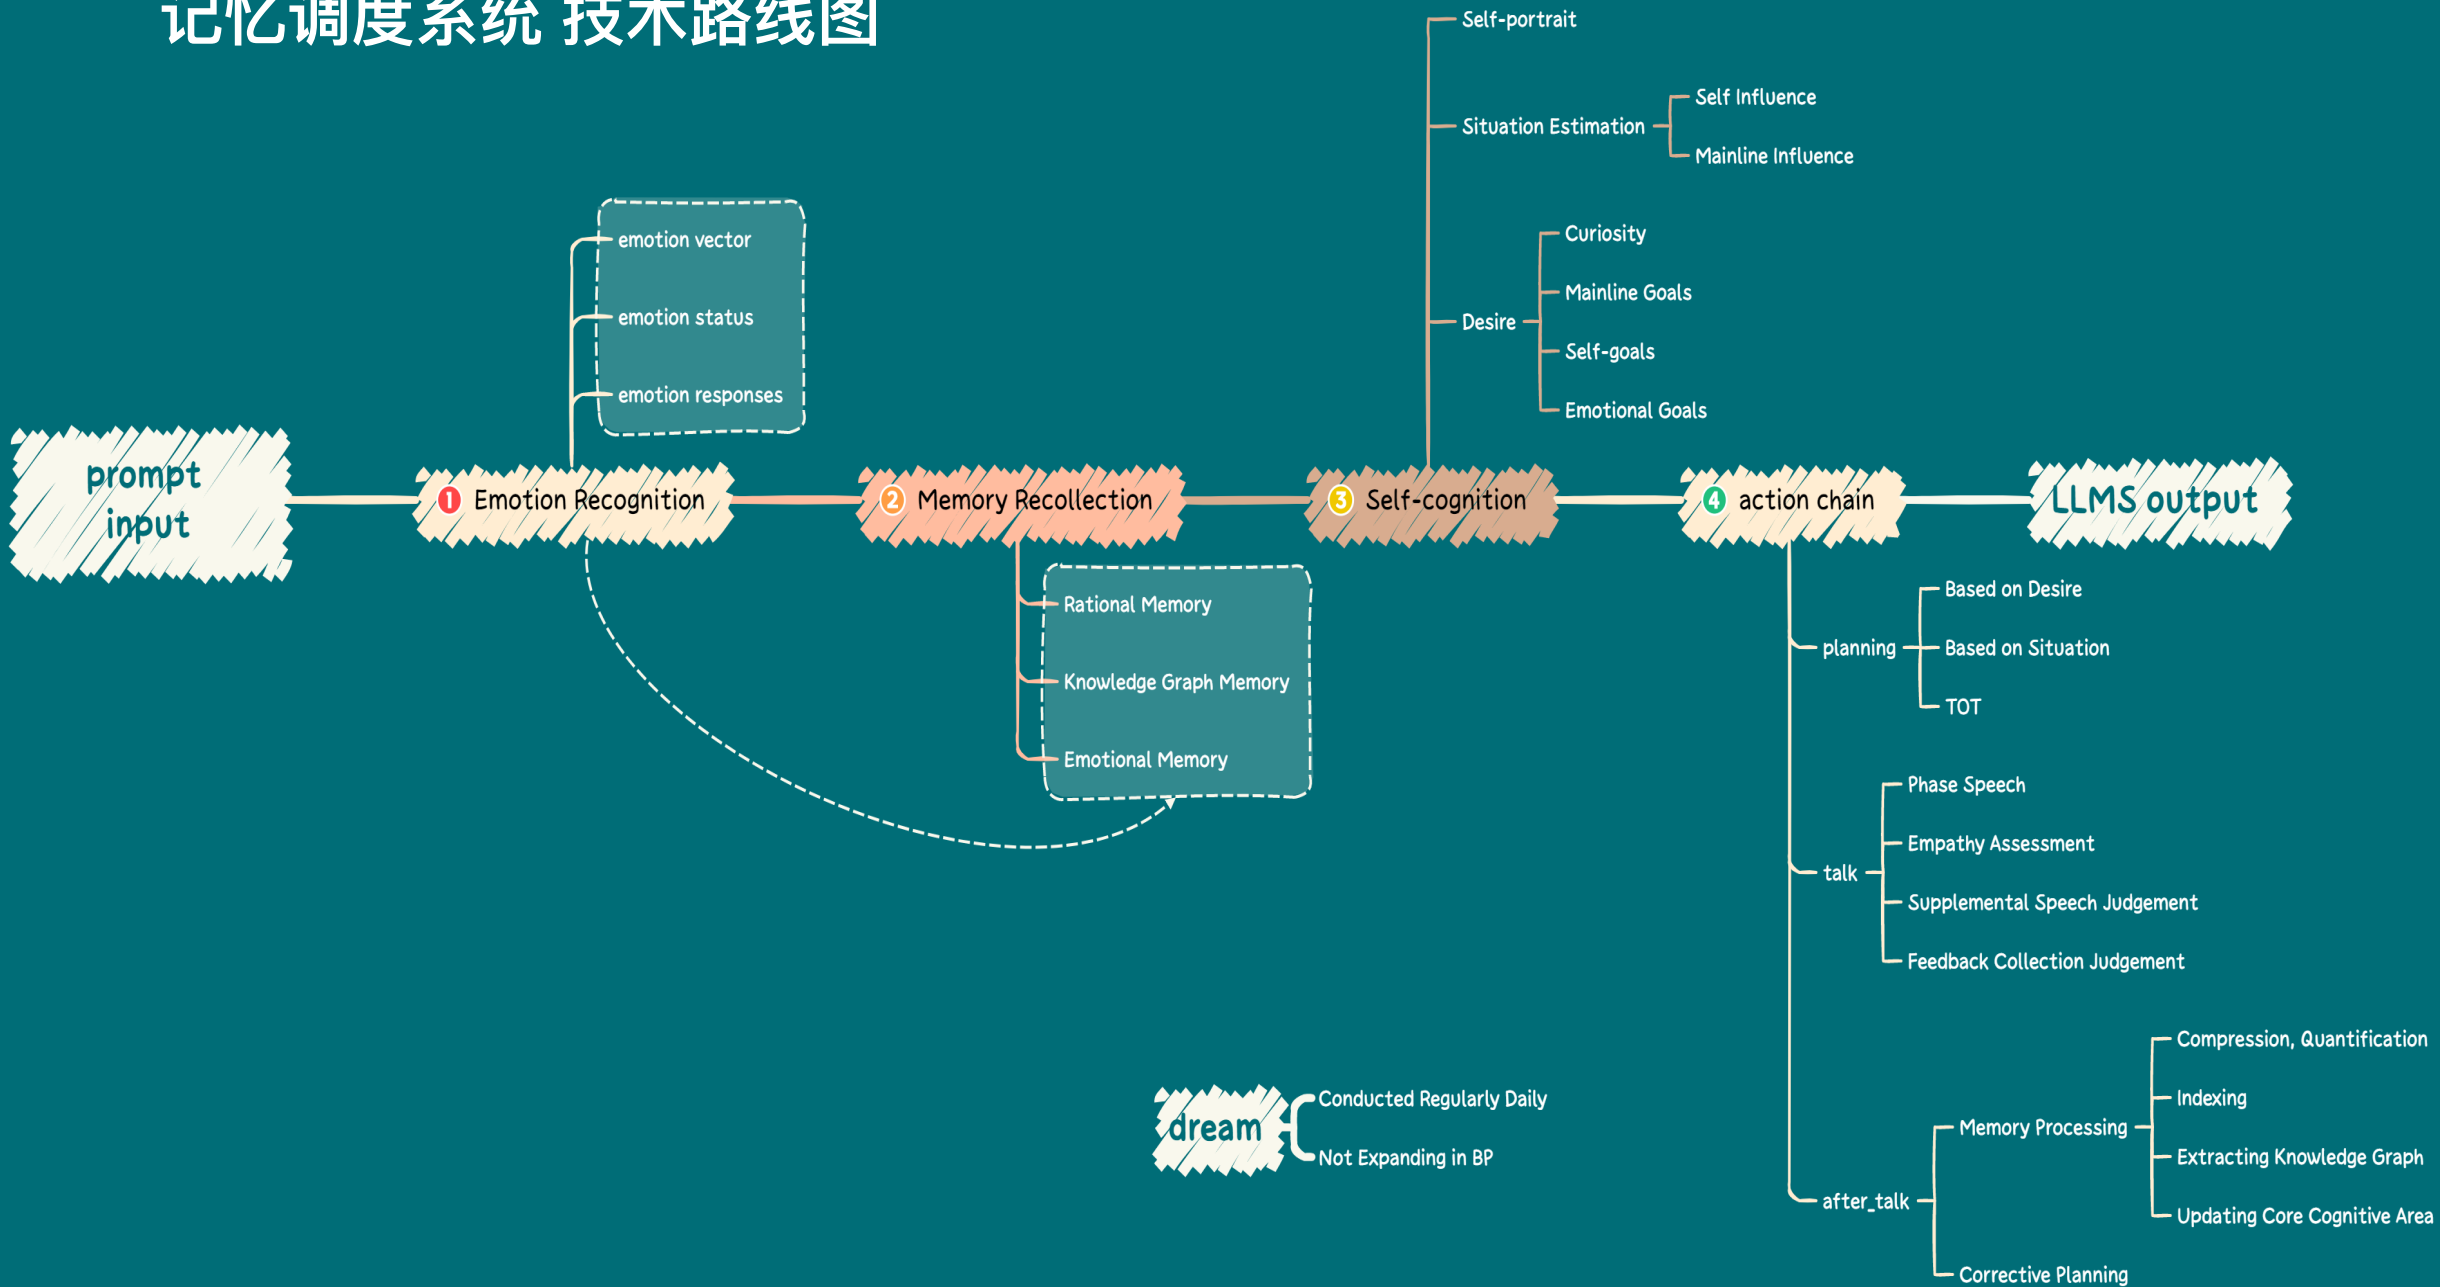 记忆调度系统 技术路线图
prompt
input
1 Emotion Recognition
emotion vector
emotion status
emotion responses
2 Memory Recollection
Rational Memory
Knowledge Graph Memory
Emotional Memory
3 Self-cognition
Self-portrait
Situation Estimation
Self Influence
Mainline Influence
Desire
Curiosity
Mainline Goals
Self-goals
Emotional Goals
4 action chain
planning
Based on Desire
Based on Situation
TOT
talk
Phase Speech
Empathy Assessment
Supplemental Speech Judgement
Feedback Collection Judgement
after_talk
Memory Processing
Compression, Quantification
Indexing
Extracting Knowledge Graph
Updating Core Cognitive Area
Corrective Planning
LLMS output
dream
Conducted Regularly Daily
Not Expanding in BP